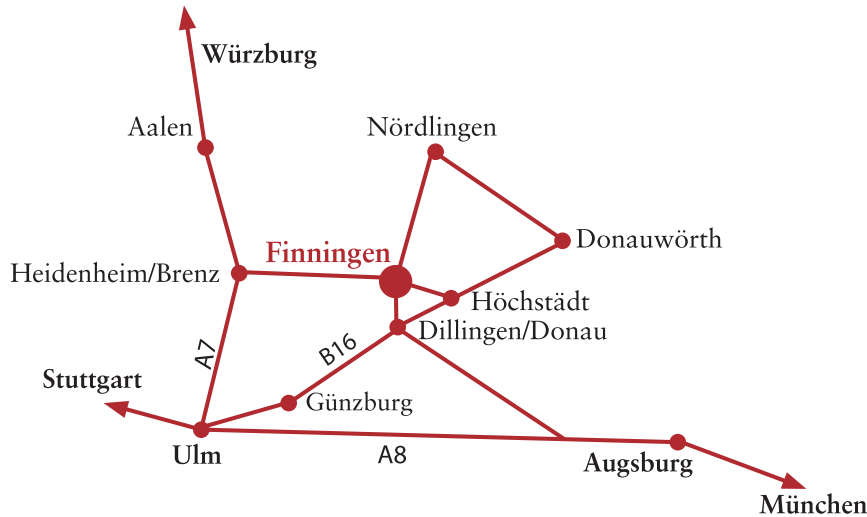 Würzburg
Aalen
Nördlingen
Finningen
Donauwörth
Heidenheim/Brenz
Höchstädt
Dillingen/Donau
A7
B16
Stuttgart
Günzburg
Ulm
A8
Augsburg
München